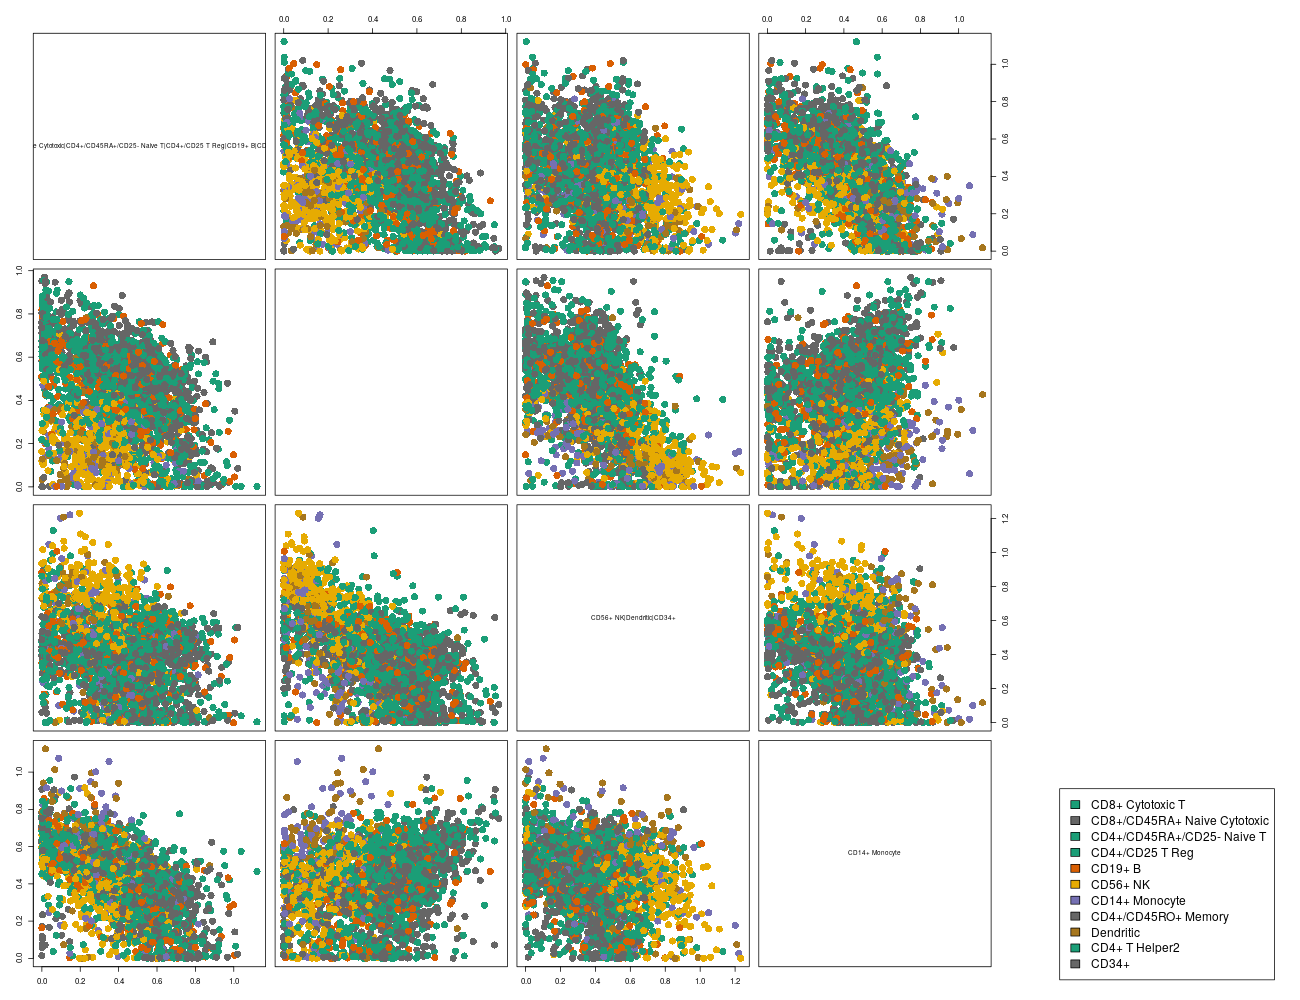 0.0 0.2 0.4 0.6 0.8 1.0
0.0 0.2 0.4 0.6 0.8 1.0
e Cytotoxic|CD4+/CD45RA+/CD25- Naive T|CD4+/CD25 T Reg|CD19+ B|CD
0.0 0.2 0.4 0.6 0.8 1.0
0.0 0.2 0.4 0.6 0.8 1.0
CD56+ NK|Dendritic|CD34+
0.0 0.2 0.4 0.6 0.8 1.0 1.2
CD14+ Monocyte
0.0 0.2 0.4 0.6 0.8 1.0
0.0 0.2 0.4 0.6 0.8 1.0
0.0 0.2 0.4 0.6 0.8 1.0 1.2
CD8+ Cytotoxic T
CD8+/CD45RA+ Naive Cytotoxic
CD4+/CD45RA+/CD25- Naive T
CD4+/CD25 T Reg
CD19+ B
CD56+ NK
CD14+ Monocyte
CD4+/CD45RO+ Memory
Dendritic
CD4+ T Helper2
CD34+